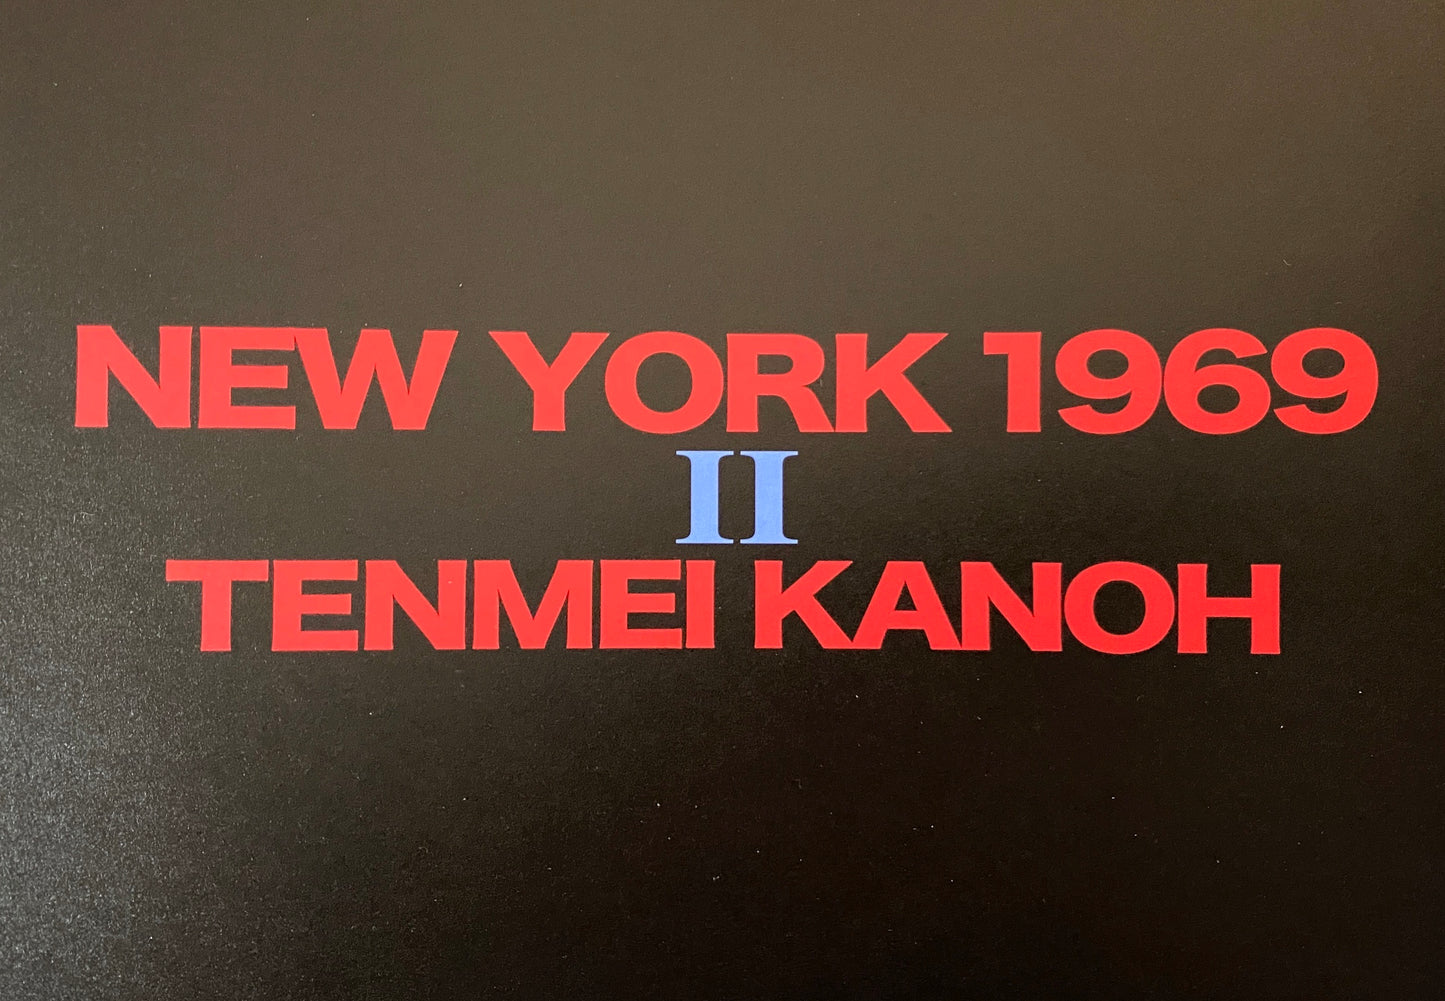 NEW YORK 1969
II
TENMEI KANOH